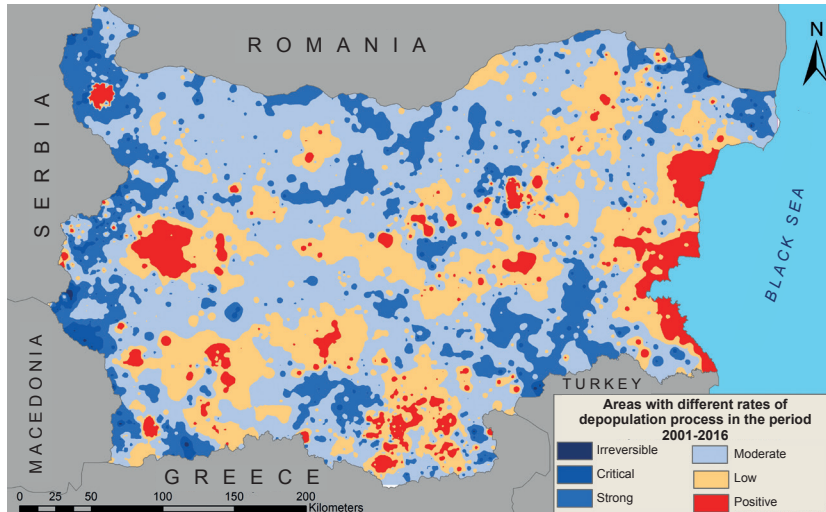 ROMANIA
N
SERBIA
BLACK SEA
MACEDONIA
TURKEY
GREECE
0 25 50 100 150 200
Kilometers
Areas with different rates of
depopulation process in the period
2001-2016
Irreversible
Critical
Strong
Moderate
Low
Positive